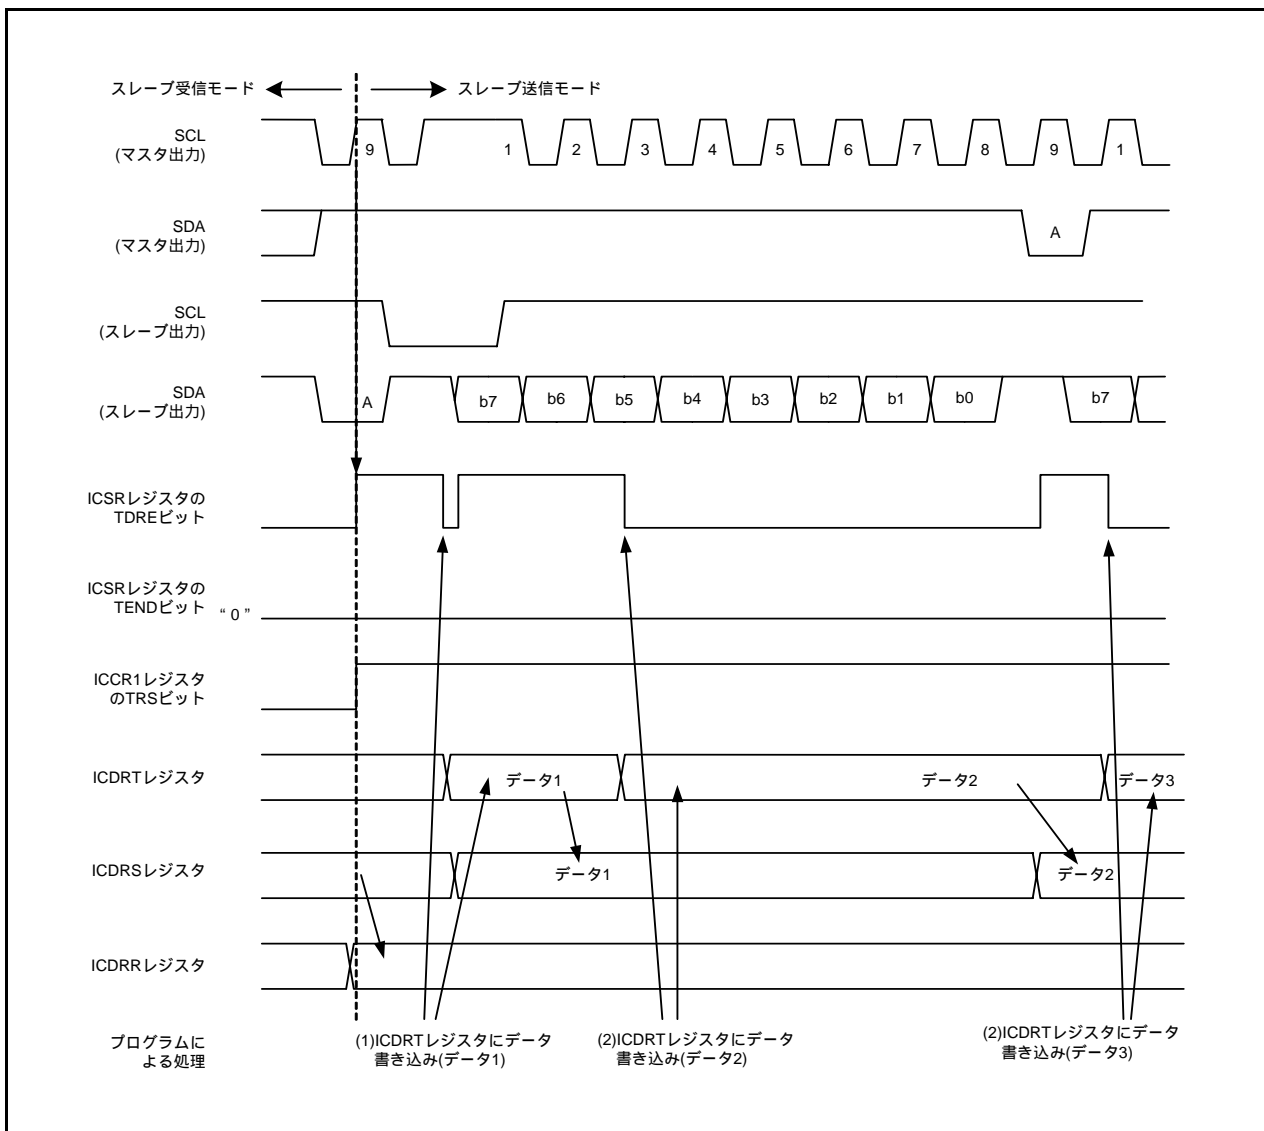 スレーブ受信モード
スレーブ送信モード
SCL
(マスタ出力)
9
1
2
3
4
5
6
7
8
9
1
SDA
(マスタ出力)
A
SCL
(スレーブ出力)
SDA
(スレーブ出力)
A
b7
b6
b5
b4
b3
b2
b1
b0
b7
ICSRレジスタの
TDREビット
ICSRレジスタの
TENDビット
“0”
ICCR1レジスタ
のTRSビット
ICDRTレジスタ
データ1
データ2
データ3
ICDRSレジスタ
データ1
データ2
ICDRRレジスタ
プログラムに
よる処理
(1)ICDRTレジスタにデータ
書き込み(データ1)
(2)ICDRTレジスタにデータ
書き込み(データ2)
(2)ICDRTレジスタにデータ
書き込み(データ3)